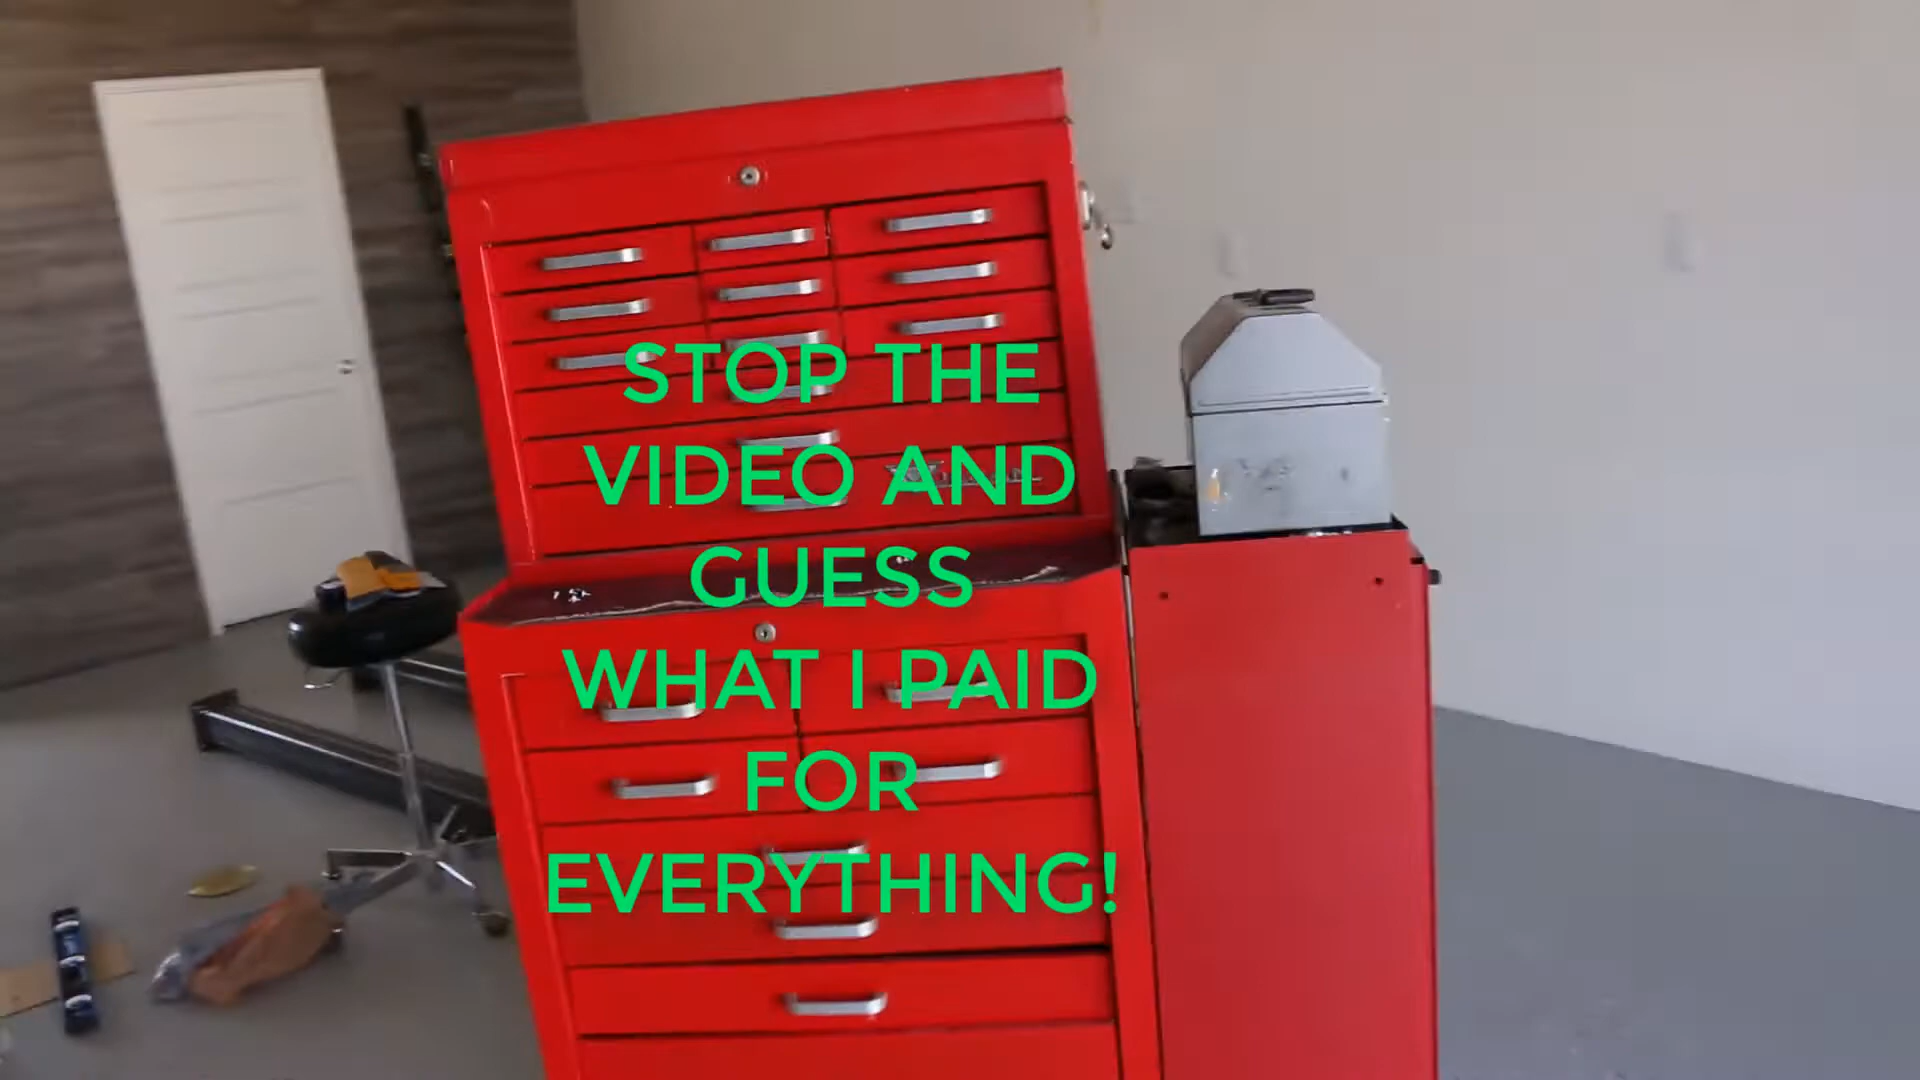 STOP THE
VIDEO AND
GUESS
WHAT I PAID
FOR
EVERYTHING!